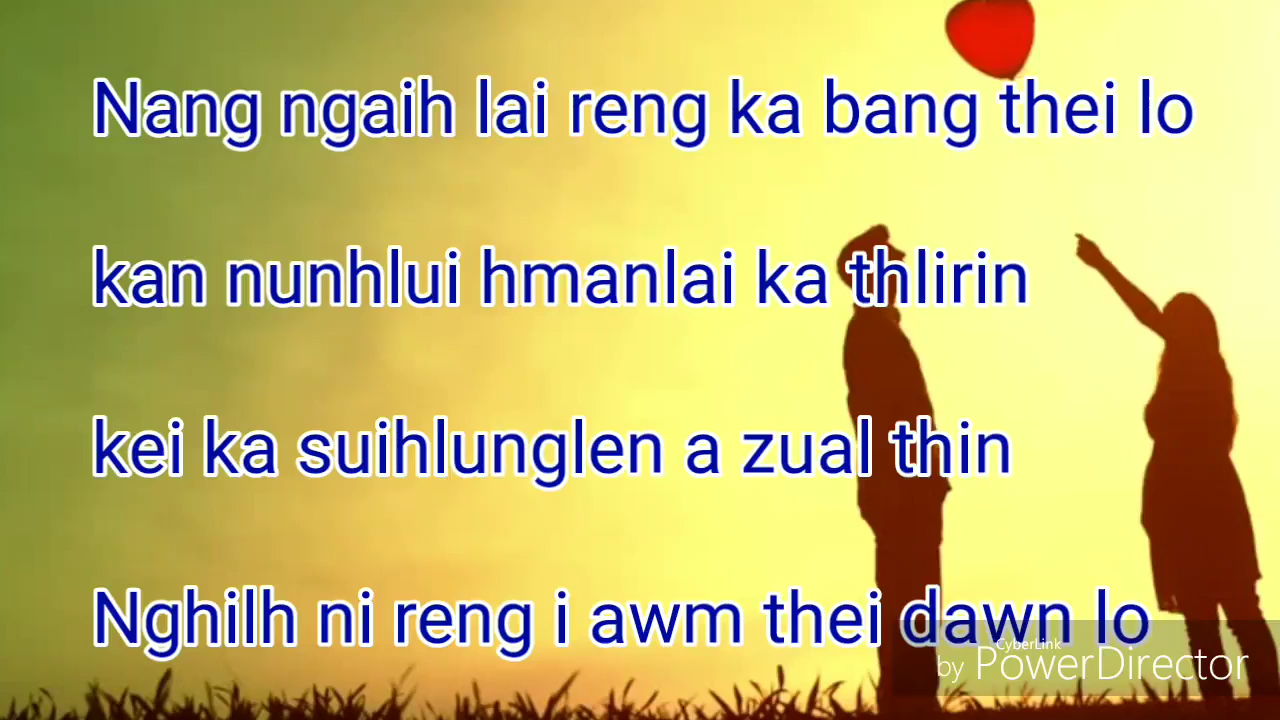 Nang ngaih lai reng ka bang thei lo
kan nunhlui hmanlai ka thlirin
kei ka suihlunglen a zual thin
Nghilh ni reng i awm thei dawn lo
CyberLink
by PowerDirector